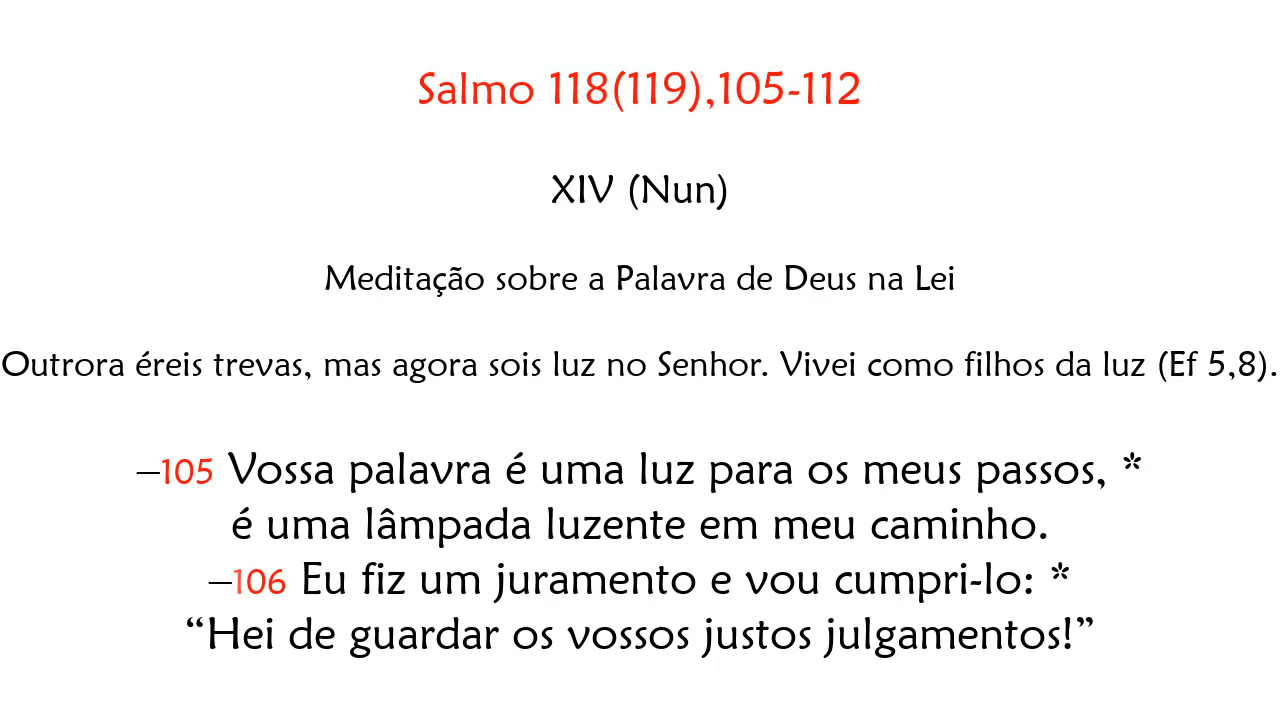 Salmo 118(119),105-112
XIV (Nun)
Meditação sobre a Palavra de Deus na Lei
Outrora éreis trevas, mas agora sois luz no Senhor. Vivei como filhos da luz (Ef 5,8).
–105 Vossa palavra é uma luz para os meus passos, *
é uma lâmpada luzente em meu caminho.
–106 Eu fiz um juramento e vou cumpri-lo: *
“Hei de guardar os vossos justos julgamentos!”